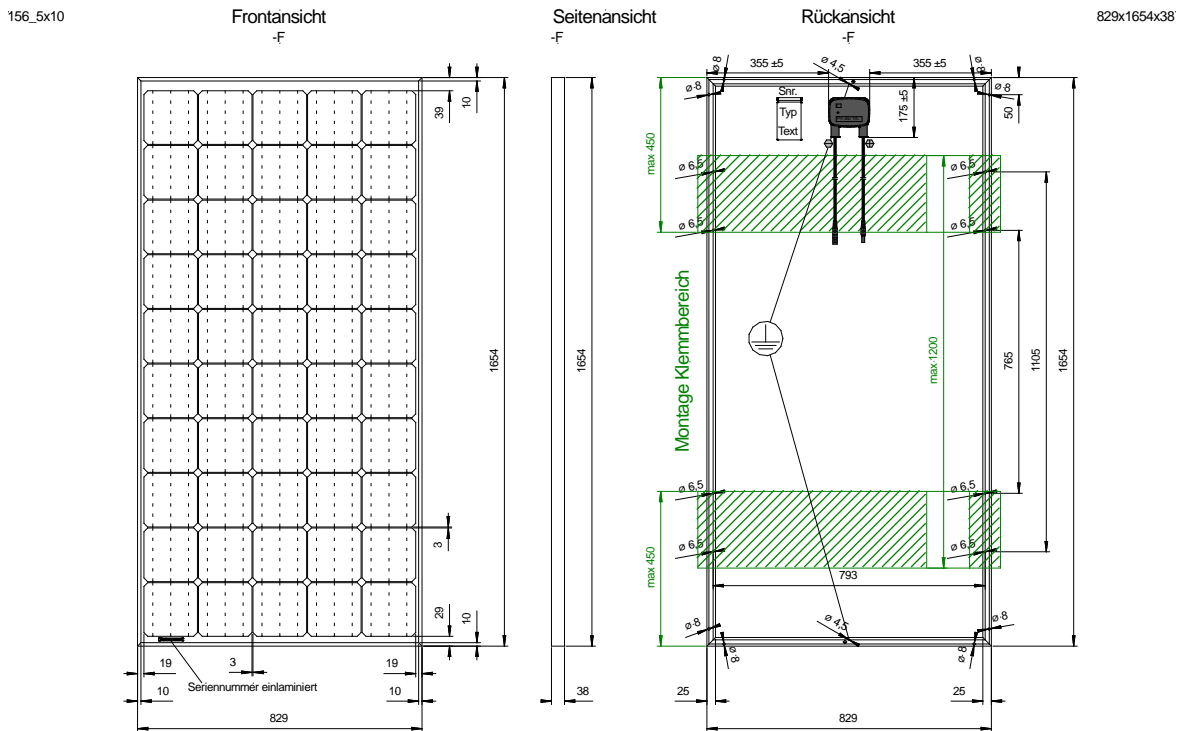 156_5x10
Frontansicht
Seitenansicht
Rückansicht
829x1654x38
-F
-F
-F
39
10
1654
3
29
10
19
3
19
10
10
Seriennummer einlaminiert
829
1654
38
ø 8
355 ±5
ø 4,5
355 ±5
ø 8
ø 8
ø 8
Snr.
Typ
Text
175 ±5
50
max 450
ø 6,5
ø 6,5
ø 6,5
ø 6,5
Montage Klemmbereich
max 1200
765
1105
1654
ø 6,5
ø 6,5
ø 6,5
ø 6,5
max 450
793
ø 8
ø 4,5
ø 8
ø 8
ø 8
25
25
829